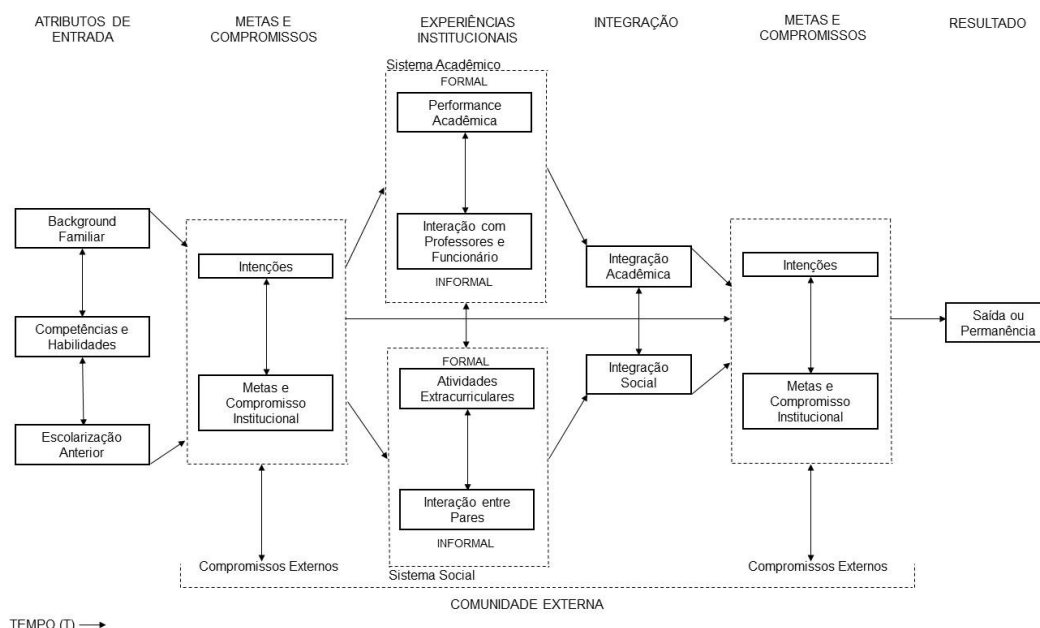 ATRIBUTOS DE
ENTRADA
METAS E
COMPROMISSOS
EXPERIÊNCIAS
INSTITUCIONAIS
INTEGRAÇÃO
METAS E
COMPROMISSOS
RESULTADO
Sistema Acadêmico
FORMAL
Performance
Acadêmica
Interação com
Professores e
Funcionário
INFORMAL
Background
Familiar
Competências e
Habilidades
Escolarização
Anterior
Intenções
Metas e
Compromisso
Institucional
FORMAL
Atividades
Extracurriculares
Interação entre
Pares
INFORMAL
Sistema Social
Integração
Acadêmica
Integração
Social
Intenções
Metas e
Compromisso
Institucional
Saída ou
Permanência
Compromissos Externos
Compromissos Externos
COMUNIDADE EXTERNA
TEMPO (T)